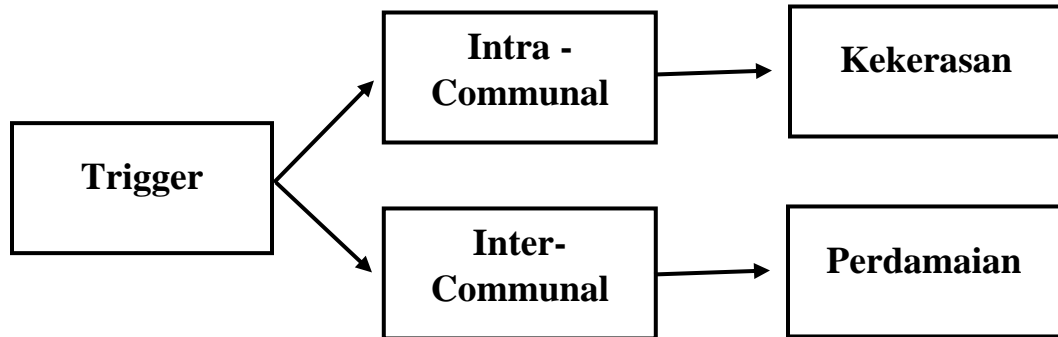 Trigger
Intra -
Communal
Kekerasan
Inter-
Communal
Perdamaian